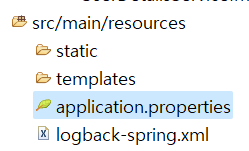 src/main/resources
static
templates
application.properties
logback-spring.xml